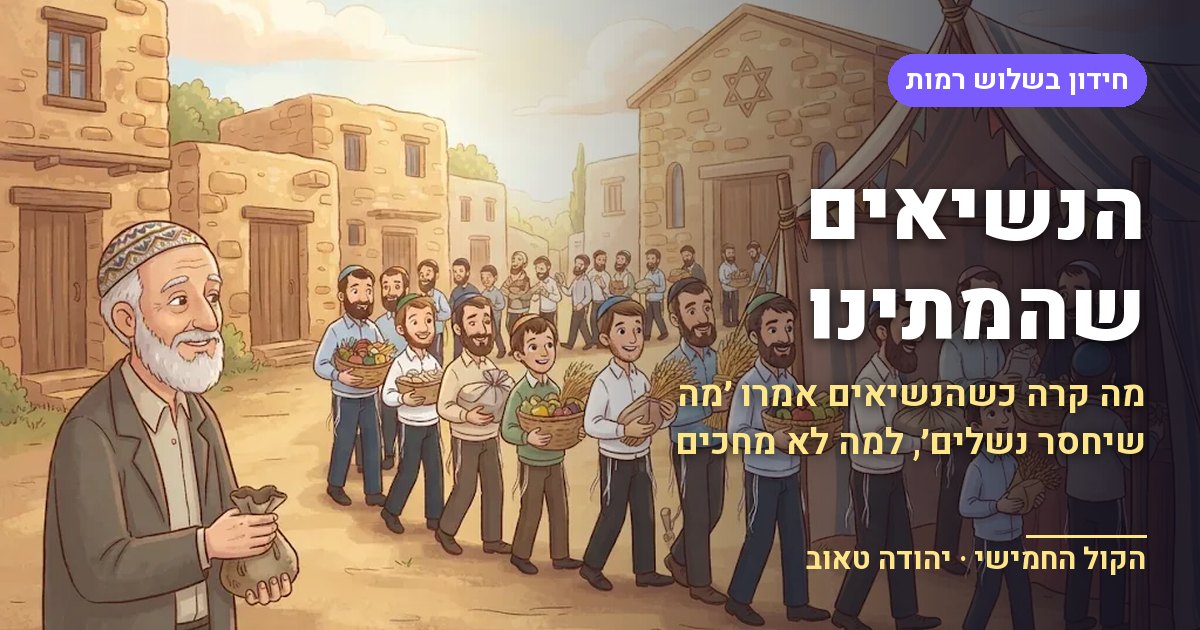 חידון בשלוש רמות
הנשיאים
שהמתינו
מה קרה כשהנשיאים אמרו ׳מה
שיחסר נשלים׳, למה לא מחכים
הקול החמישי · יהודה טאוב